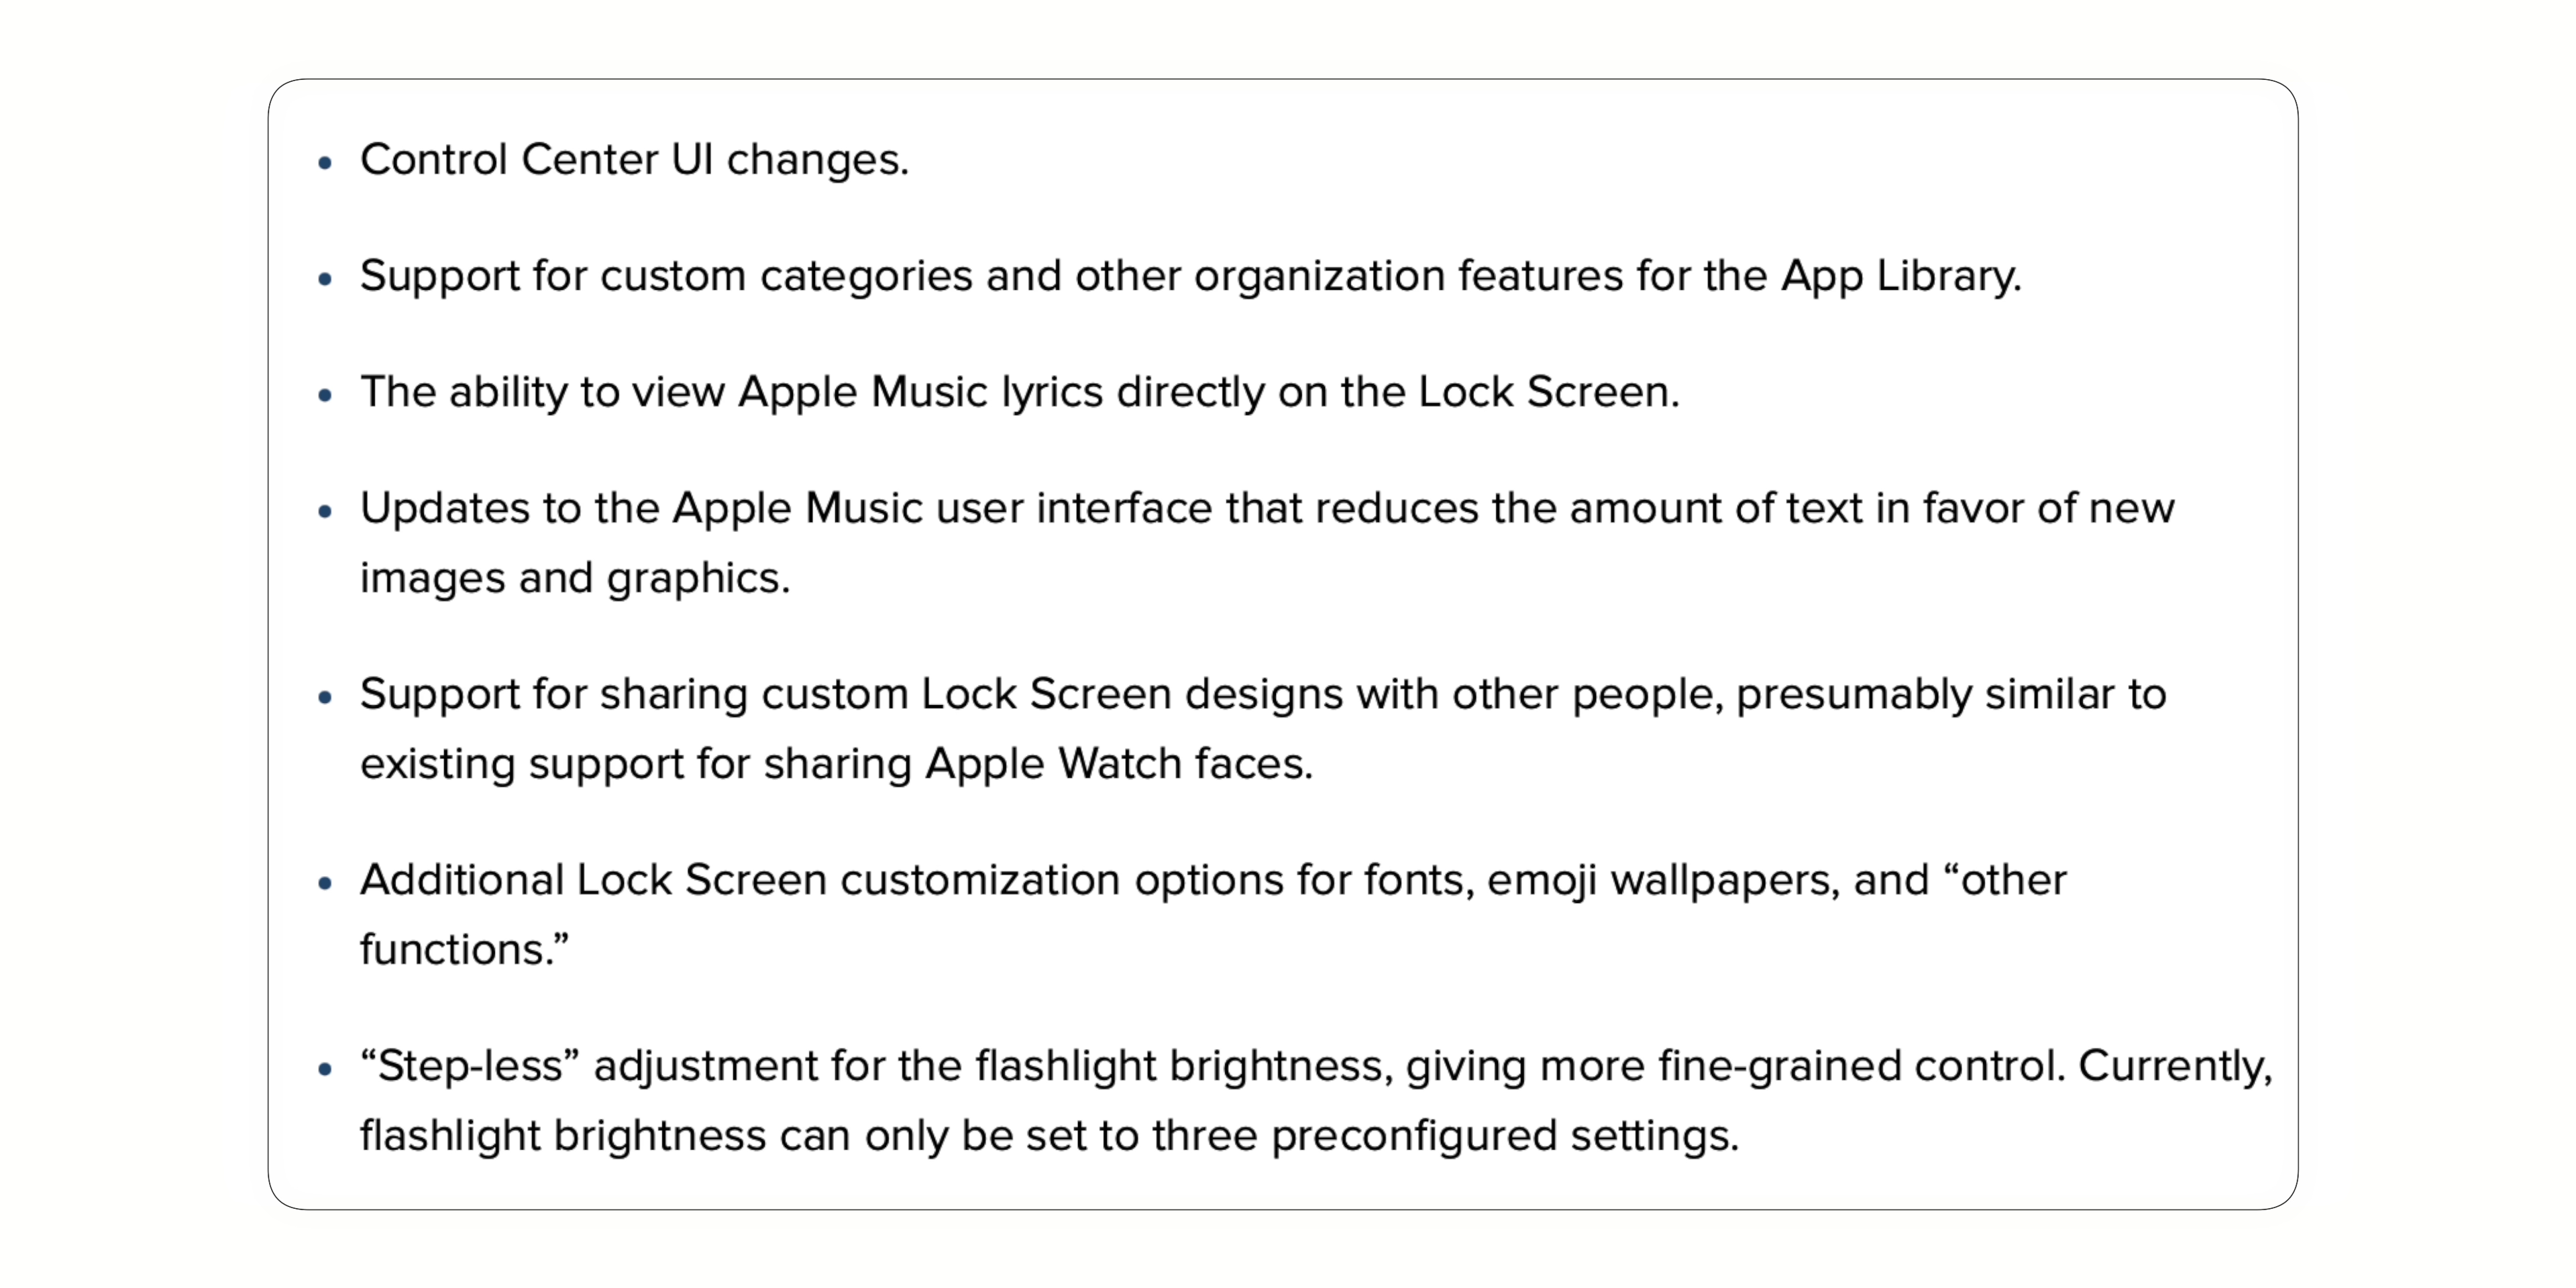 • Control Center UI changes.
• Support for custom categories and other organization features for the App Library.
• The ability to view Apple Music lyrics directly on the Lock Screen.
• Updates to the Apple Music user interface that reduces the amount of text in favor of new
images and graphics.
• Support for sharing custom Lock Screen designs with other people, presumably similar to
existing support for sharing Apple Watch faces.
• Additional Lock Screen customization options for fonts, emoji wallpapers, and “other
functions.”
• “Step-less” adjustment for the flashlight brightness, giving more fine-grained control. Currently,
flashlight brightness can only be set to three preconfigured settings.